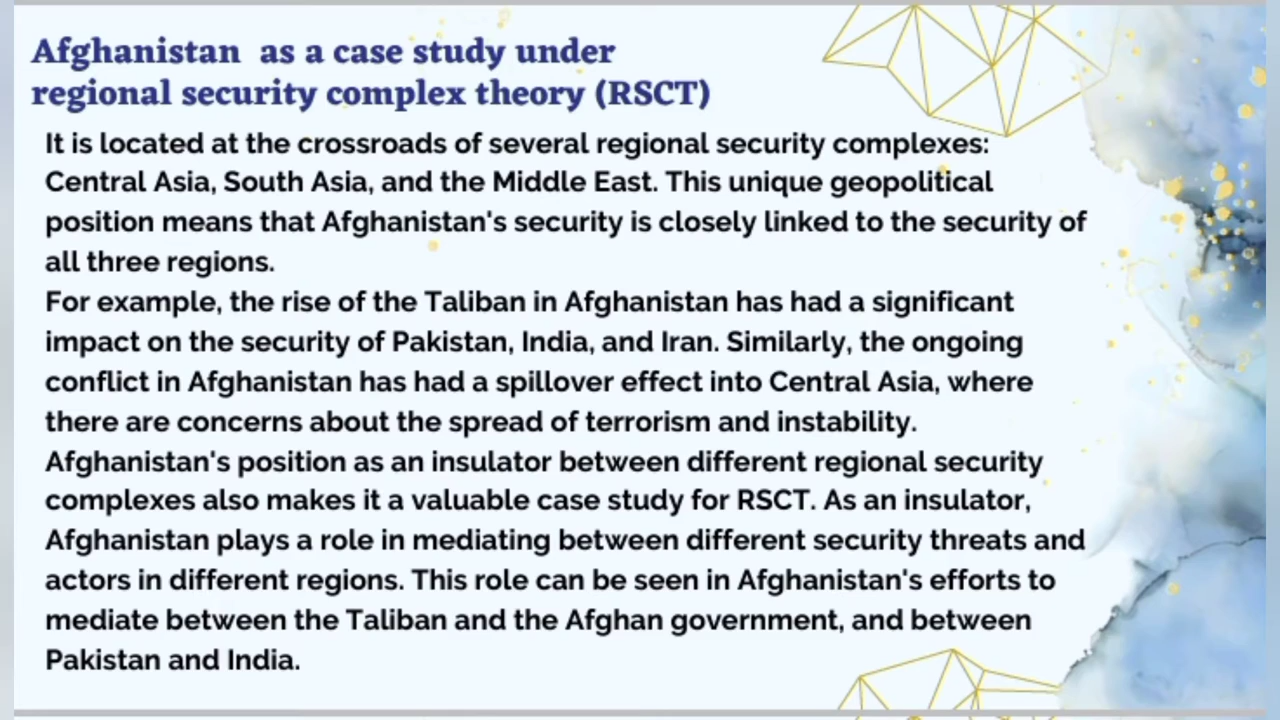 Afghanistan as a case study under
regional security complex theory (RSCT)
It is located at the crossroads of several regional security complexes:
Central Asia, South Asia, and the Middle East. This unique geopolitical
position means that Afghanistan's security is closely linked to the security of
all three regions.
For example, the rise of the Taliban in Afghanistan has had a significant
impact on the security of Pakistan, India, and Iran. Similarly, the ongoing
conflict in Afghanistan has had a spillover effect into Central Asia, where
there are concerns about the spread of terrorism and instability.
Afghanistan's position as an insulator between different regional security
complexes also makes it a valuable case study for RSCT. As an insulator,
Afghanistan plays a role in mediating between different security threats and
actors in different regions. This role can be seen in Afghanistan's efforts to
mediate between the Taliban and the Afghan government, and between
Pakistan and India.